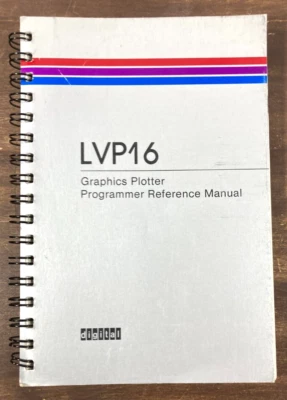 LVP16
Graphics Plotter
Programmer Reference Manual
digital